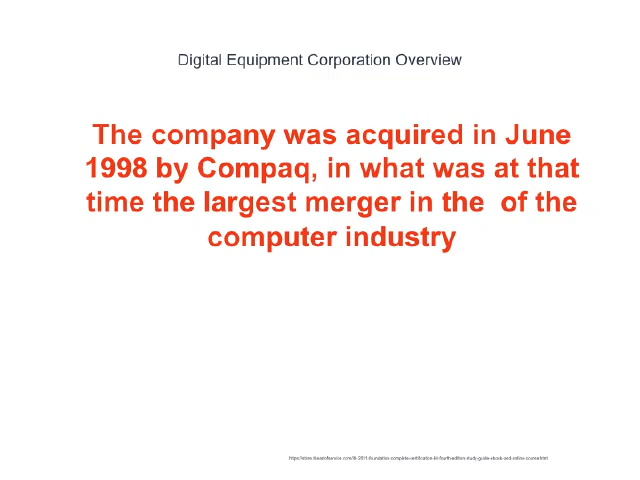 Digital Equipment Corporation Overview
The company was acquired in June
1998 by Compaq, in what was at that
time the largest merger in the  of the
computer industry